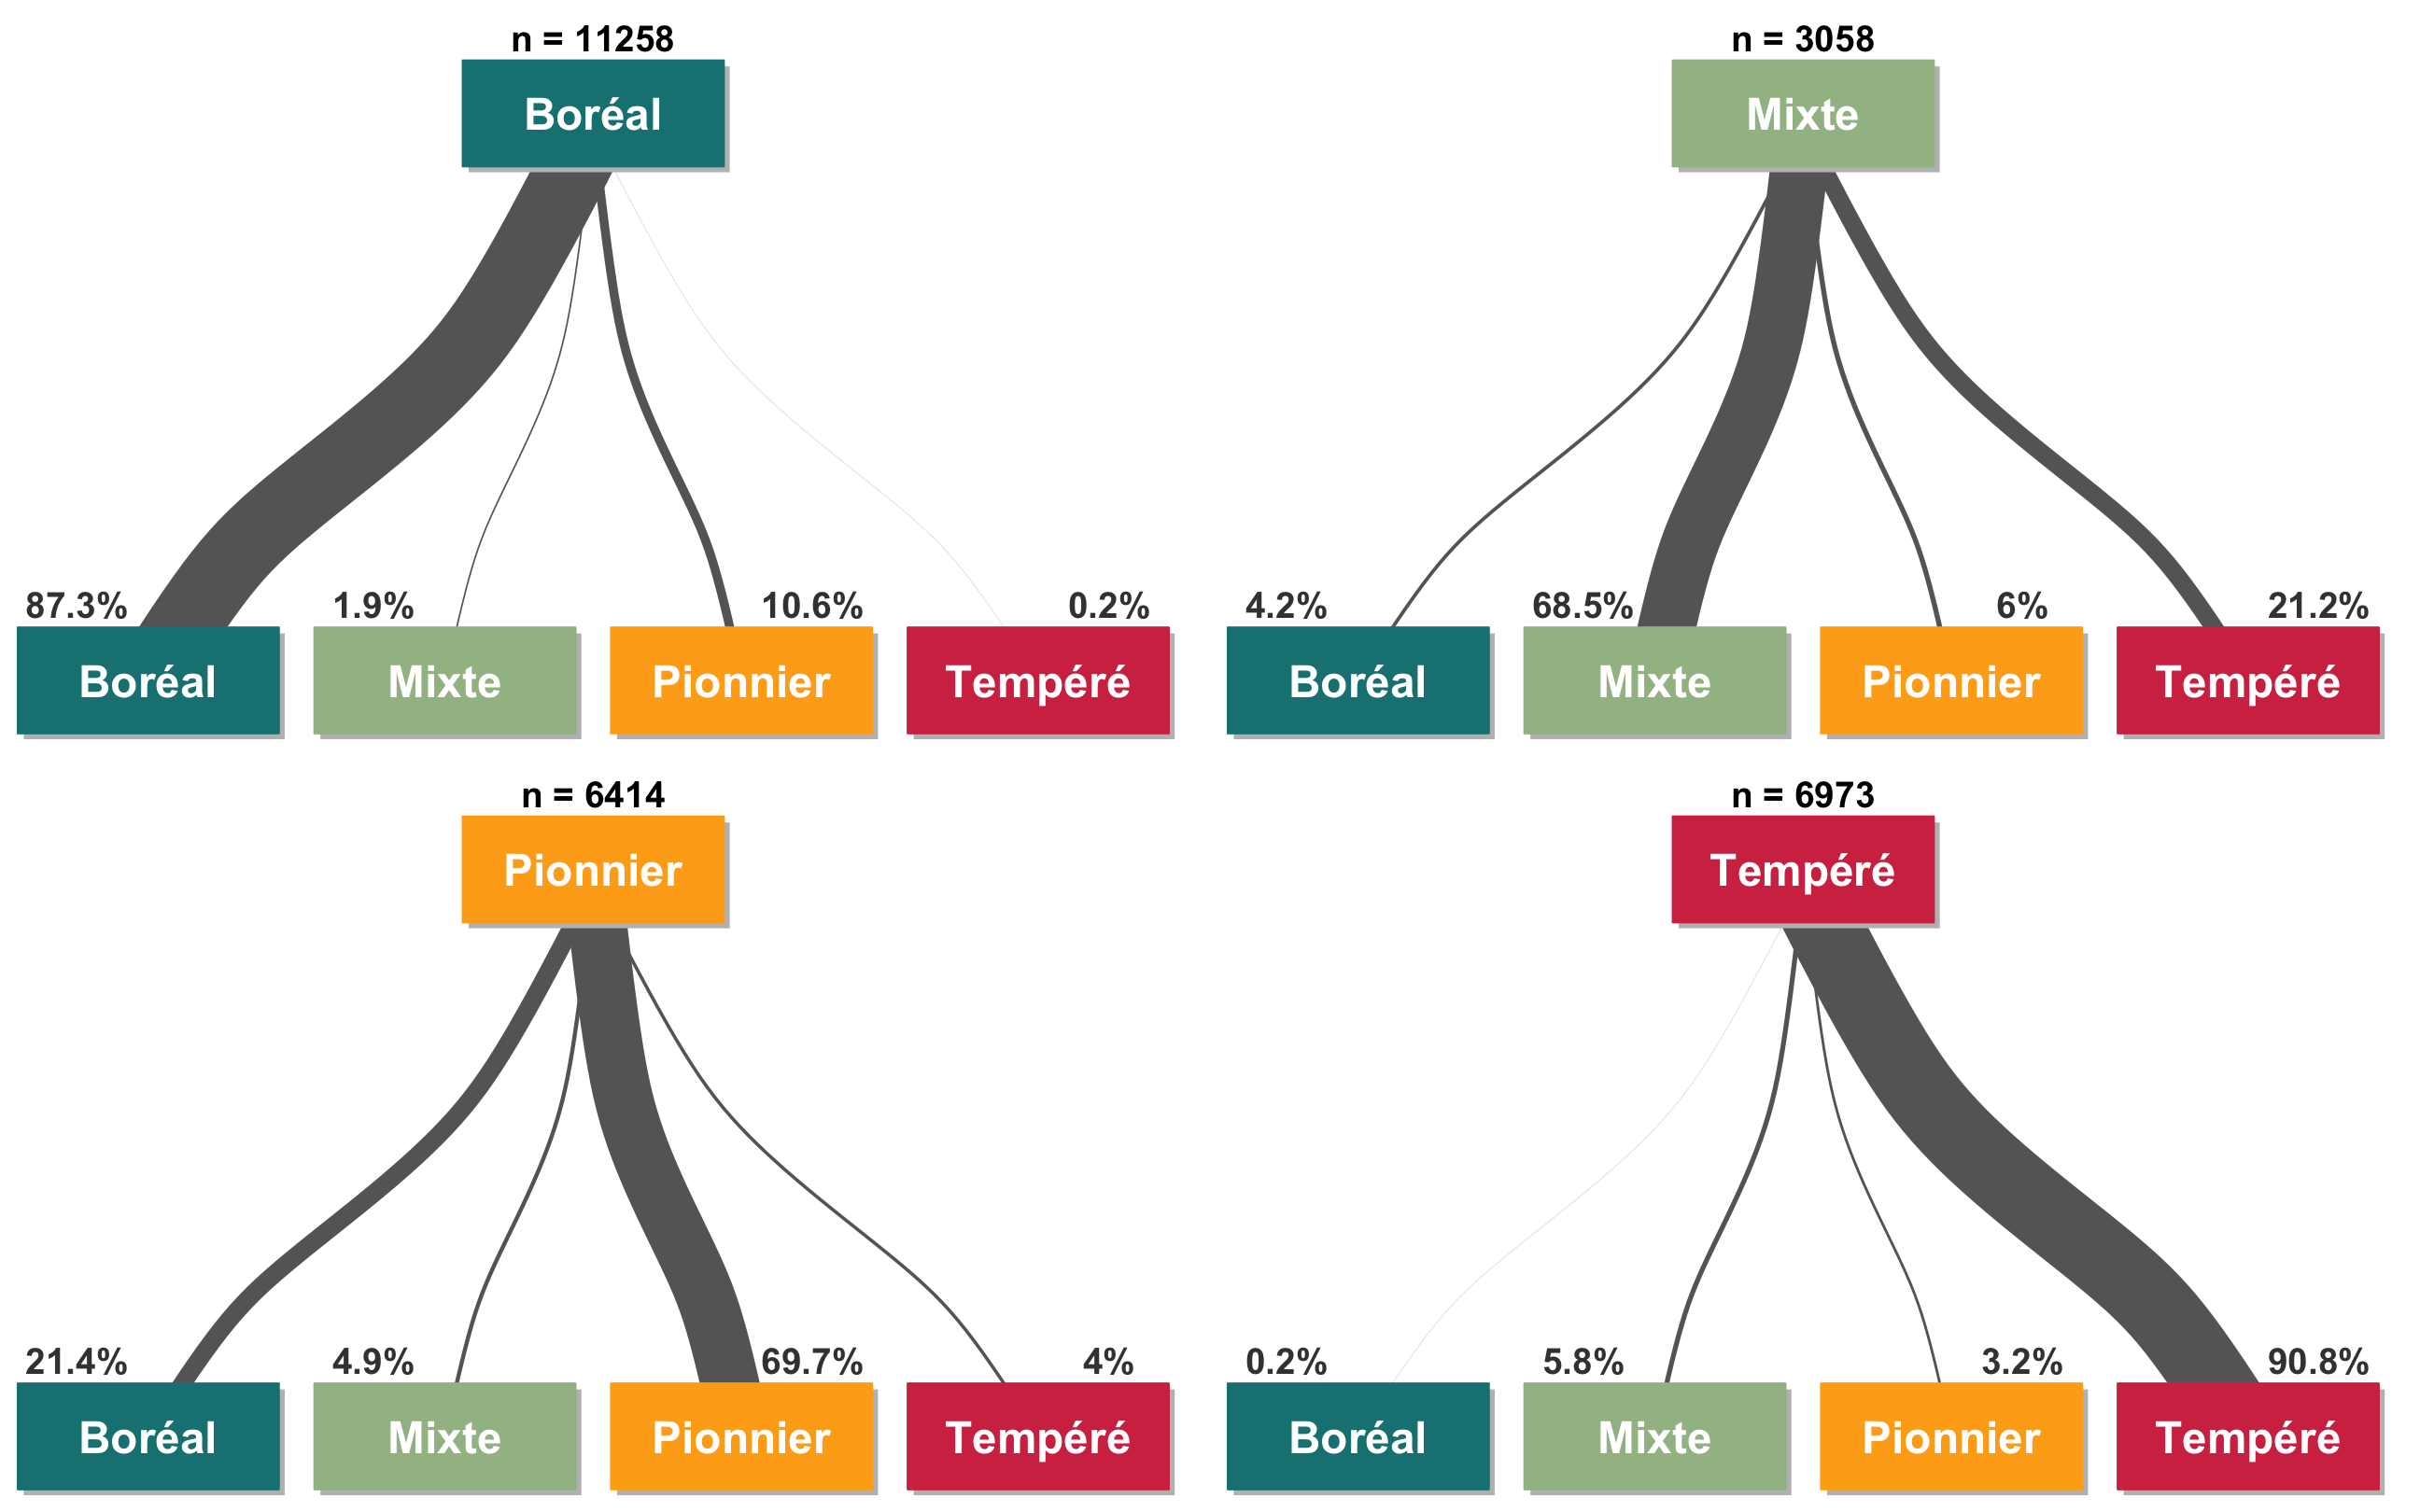 n = 11258
Boréal
87.3%
1.9%
10.6%
0.2%
Boréal
Mixte
Pionnier
Tempéré
n = 3058
Mixte
4.2%
68.5%
6%
21.2%
Boréal
Mixte
Pionnier
Tempéré
n = 6414
Pionnier
21.4%
4.9%
69.7%
4%
Boréal
Mixte
Pionnier
Tempéré
n = 6973
Tempéré
0.2%
5.8%
3.2%
90.8%
Boréal
Mixte
Pionnier
Tempéré